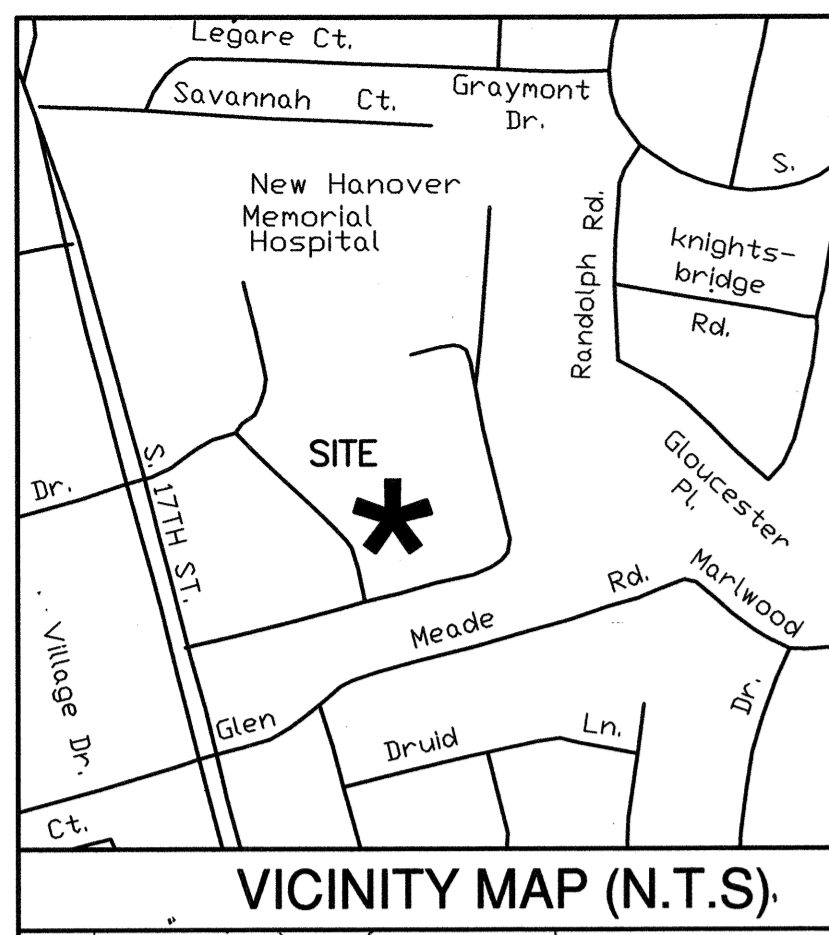 Legare Ct.
Savannah Ct.
Graymont
Dr.
S.
New Hanover
Memorial
Hospital
Randolph Rd.
knights-
bridge
Rd.
SITE
Gloucester
Pl.
Dr.
S. 17TH ST.
Marlwood
Dr.
Meade Rd.
Village Dr.
Glen
Druid Ln.
Ct.
VICINITY MAP (N.T.S).